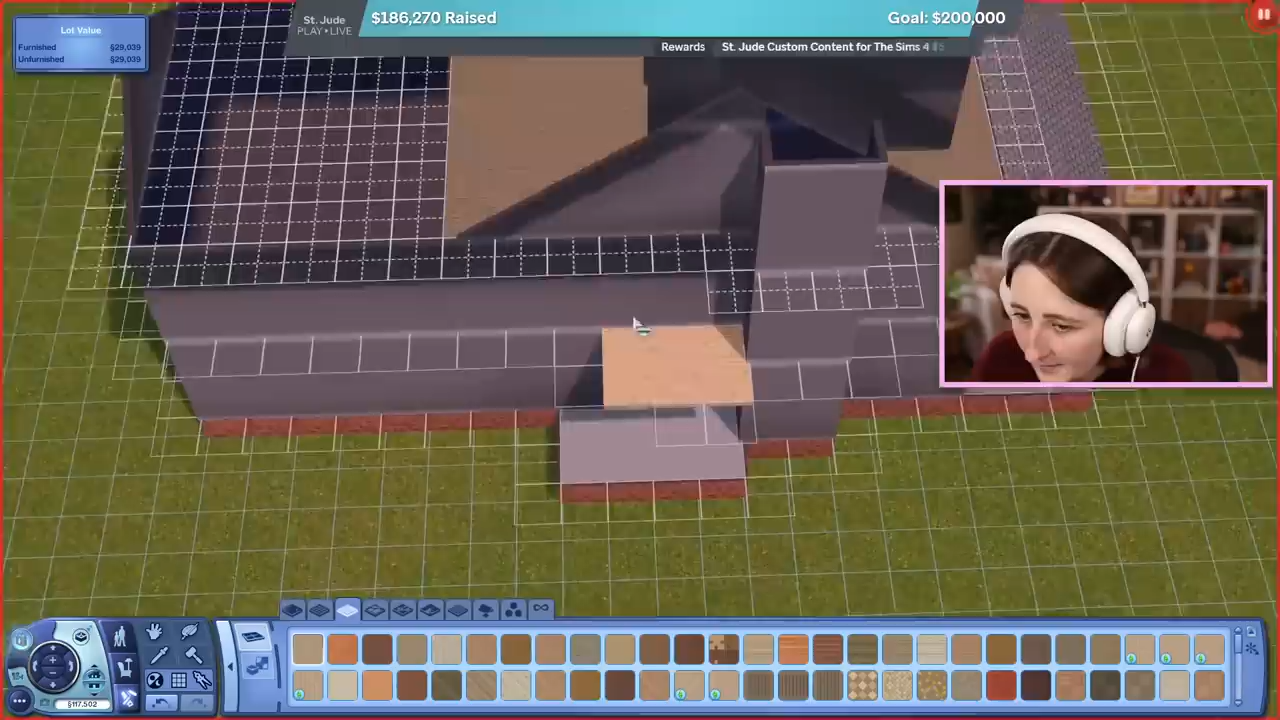 Lot Value
Furnished §29,039
Unfurnished §29,039
St. Jude
PLAY•LIVE
$186,270 Raised
Goal: $200,000
Rewards St. Jude Custom Content for The Sims 4
§117,502